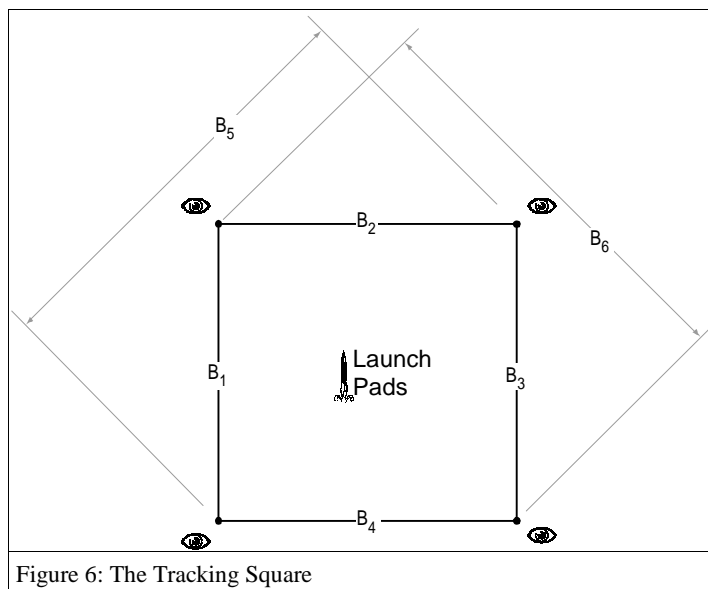 B5
B2
B6
Launch
Pads
B1
B3
B4
Figure 6: The Tracking Square